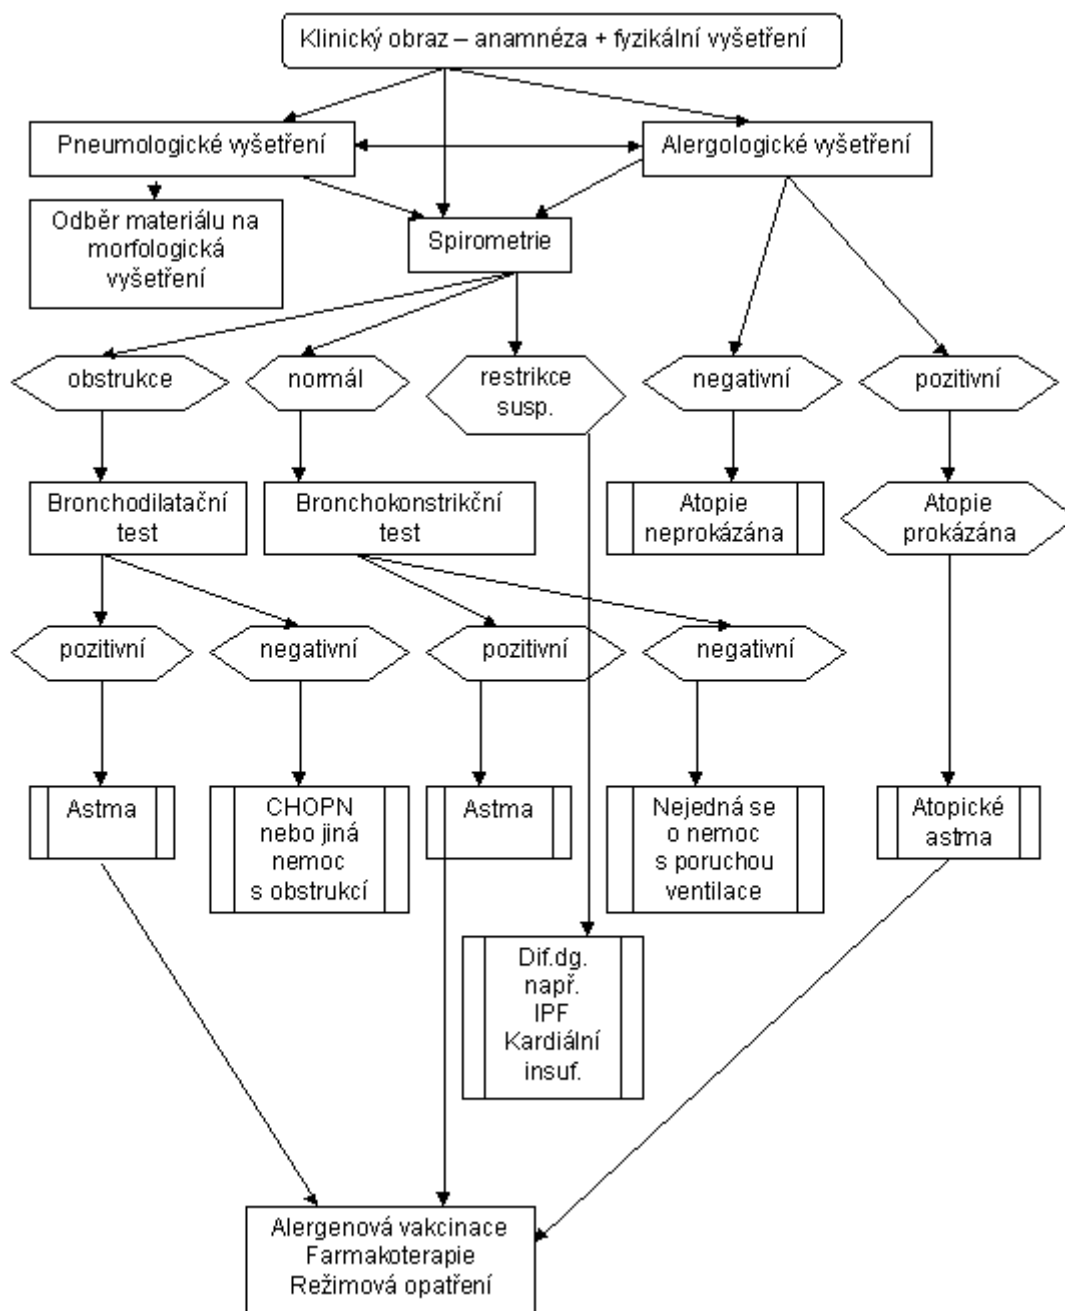 Klinický obraz – anamnéza + fyzikální vyšetření
Pneumologické vyšetření
Alergologické vyšetření
Odběr materiálu na
morfologická
vyšetření
Spirometrie
obstrukce
normál
restrikce
susp.
negativní
pozitivní
Bronchodilatační
test
Bronchokonstrikční
test
Atopie
neprokázána
Atopie
prokázána
pozitivní
negativní
pozitivní
negativní
Astma
CHOPN
nebo jiná
nemoc
s obstrukcí
Astma
Nejedná se
o nemoc
s poruchou
ventilace
Atopické
astma
Dif.dg.
např.
IPF
Kardiální
insuf.
Alergenová vakcinace
Farmakoterapie
Režimová opatření